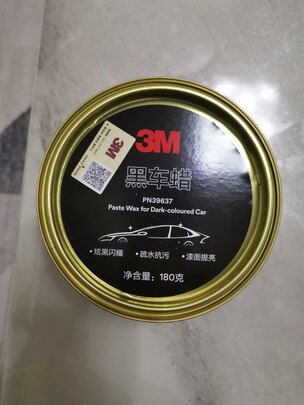 3M
3M
黑车蜡
PN39637
Paste Wax for Dark-coloured Car
·炫黑闪耀 ·疏水抗污 ·漆面提亮
净含量：180克